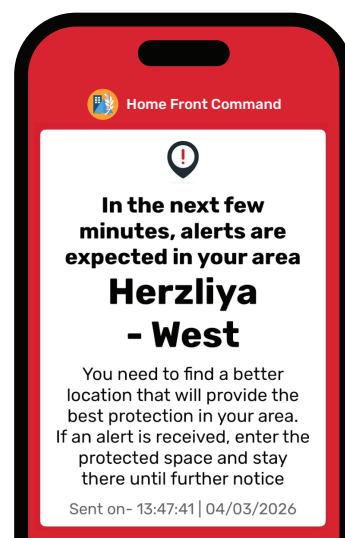 Home Front Command
In the next few
minutes, alerts are
expected in your area
Herzliya
- West
You need to find a better
location that will provide the
best protection in your area.
If an alert is received, enter the
protected space and stay
there until further notice
Sent on- 13:47:41 | 04/03/2026